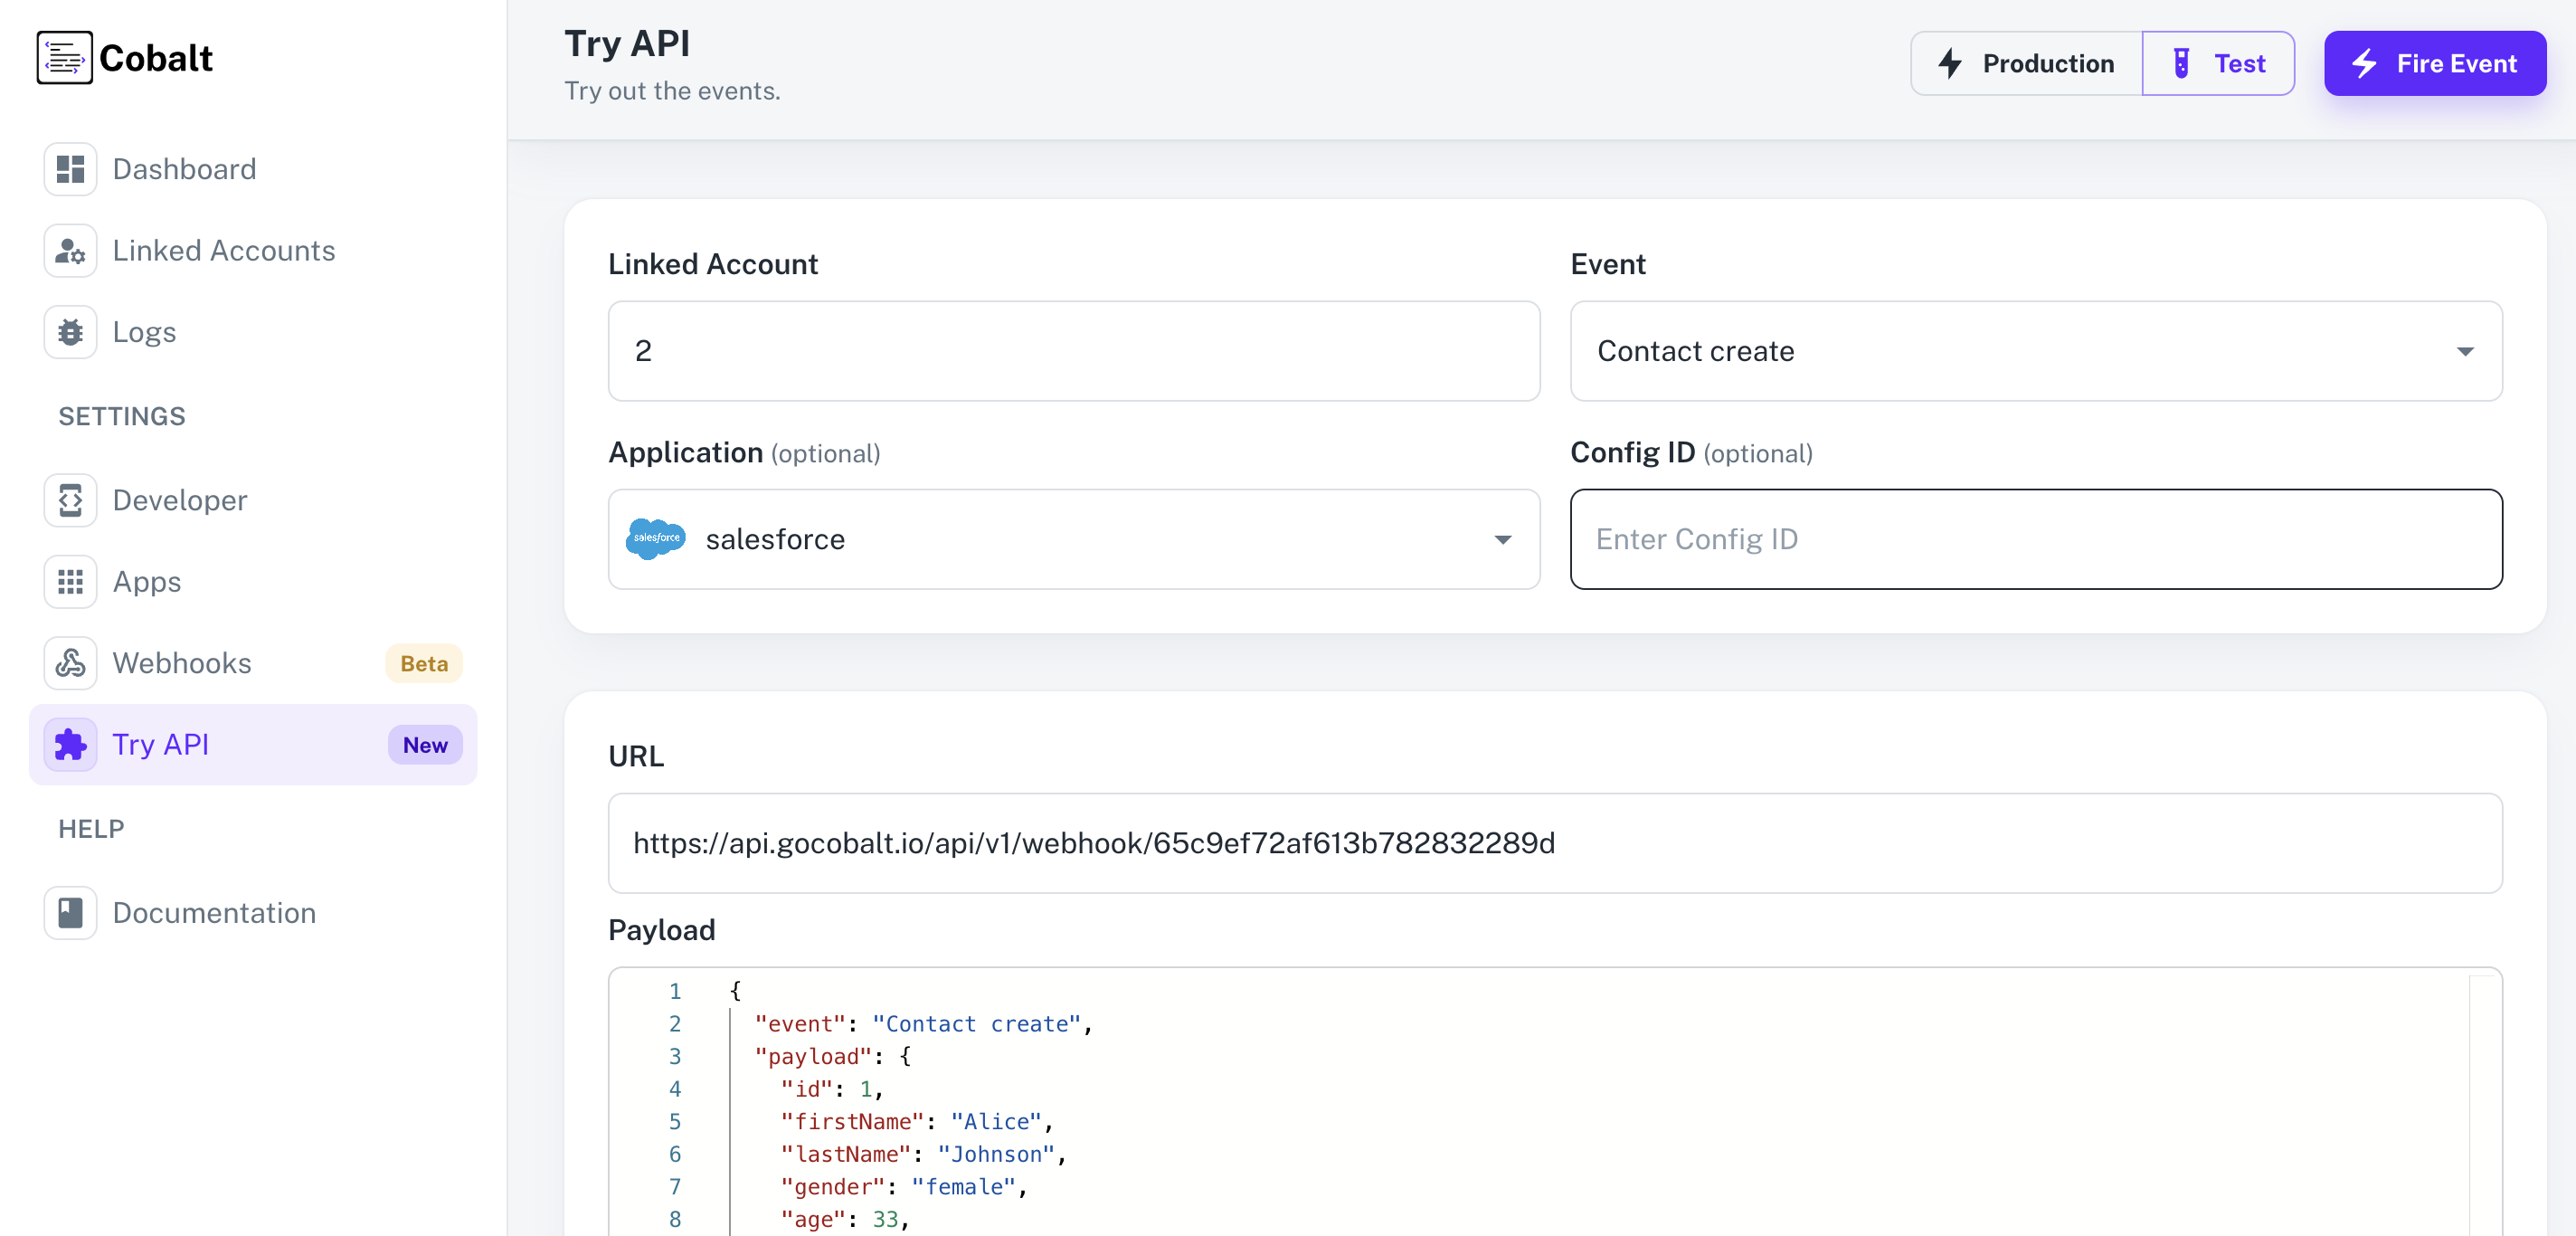 Cobalt
Dashboard
Linked Accounts
Logs
SETTINGS
Developer
Apps
Webhooks Beta
Try API New
HELP
Documentation
Try API
Try out the events.
Production Test Fire Event
Linked Account
2
Event
Contact create
Application (optional)
salesforce salesforce
Config ID (optional)
Enter Config ID
URL
https://api.gocobalt.io/api/v1/webhook/65c9ef72af613b782832289d
Payload
1 {
2 "event": "Contact create",
3 "payload": {
4 "id": 1,
5 "firstName": "Alice",
6 "lastName": "Johnson",
7 "gender": "female",
8 "age": 33,